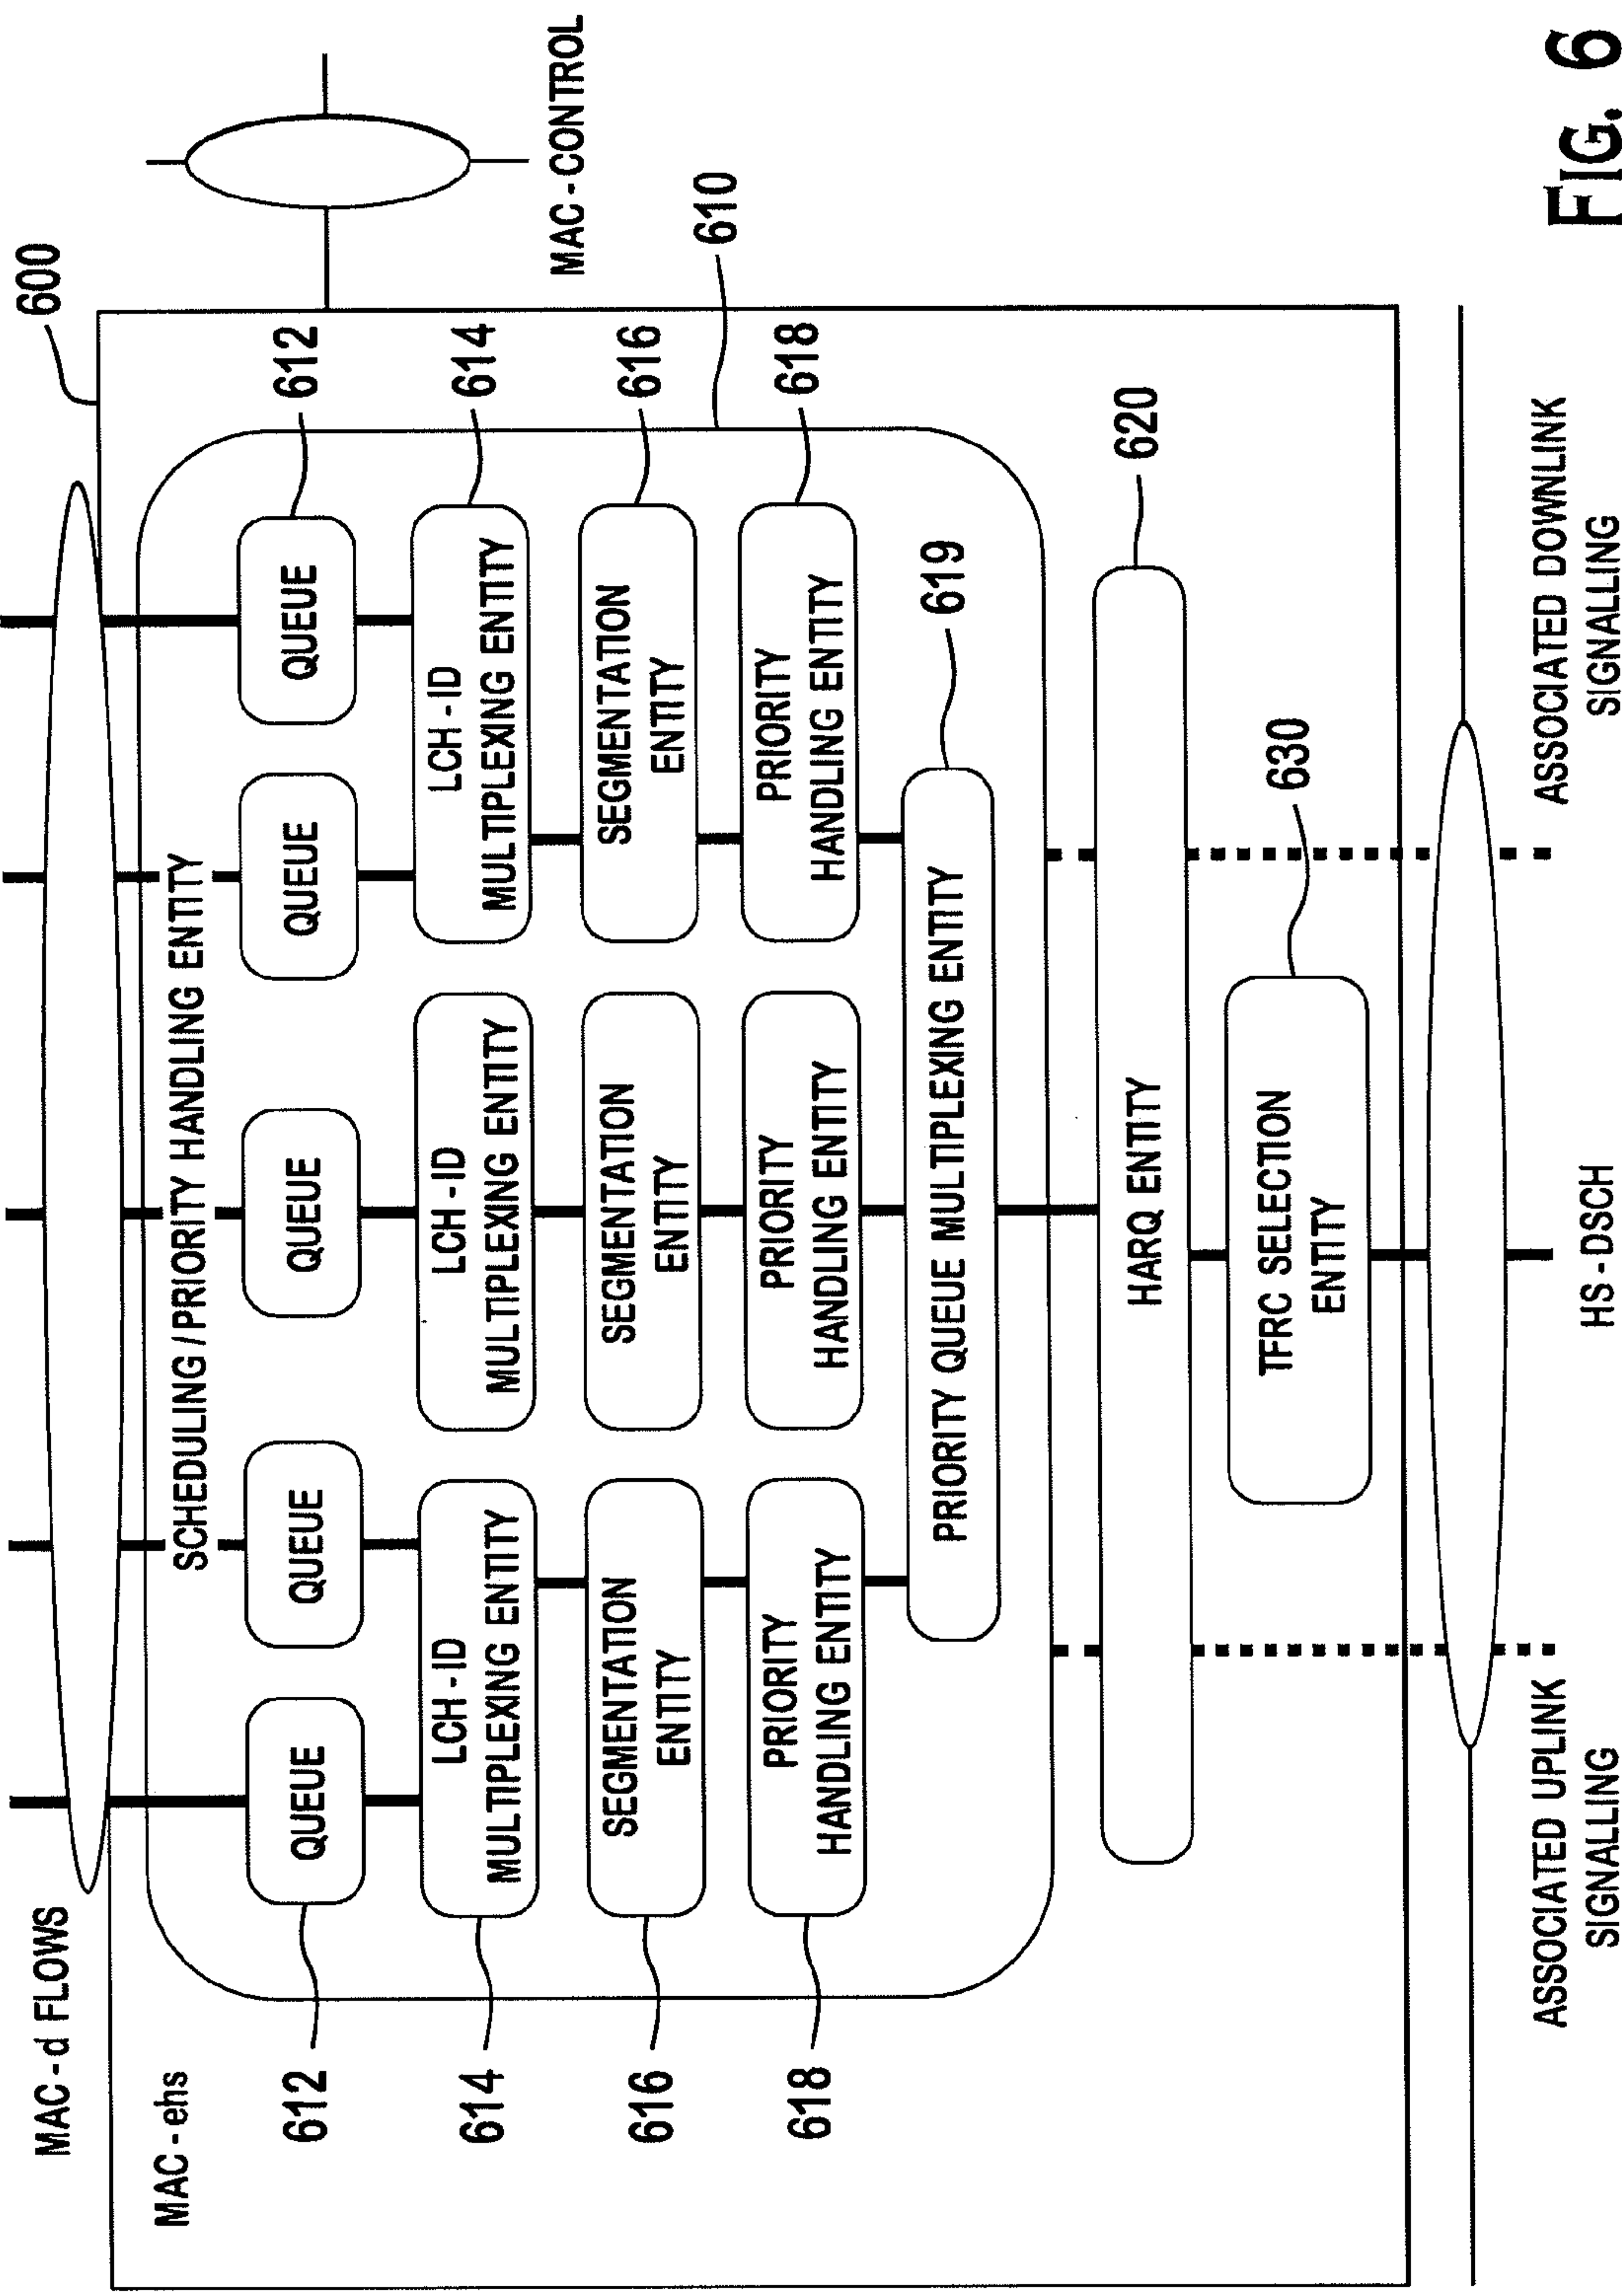 MAC-d FLOWS
600
MAC-ehs
SCHEDULING / PRIORITY HANDLING ENTITY
MAC-CONTROL
612
QUEUE
QUEUE
QUEUE
QUEUE
QUEUE
612
614
LCH-ID
MULTIPLEXING ENTITY
LCH-ID
MULTIPLEXING ENTITY
LCH-ID
MULTIPLEXING ENTITY
614
616
SEGMENTATION
ENTITY
SEGMENTATION
ENTITY
SEGMENTATION
ENTITY
616
610
618
PRIORITY
HANDLING ENTITY
PRIORITY
HANDLING ENTITY
PRIORITY
HANDLING ENTITY
618
PRIORITY QUEUE MULTIPLEXING ENTITY
619
HARQ ENTITY
620
TFRC SELECTION
ENTITY
630
ASSOCIATED UPLINK
SIGNALLING
HS-DSCH
ASSOCIATED DOWNLINK
SIGNALLING
FIG. 6